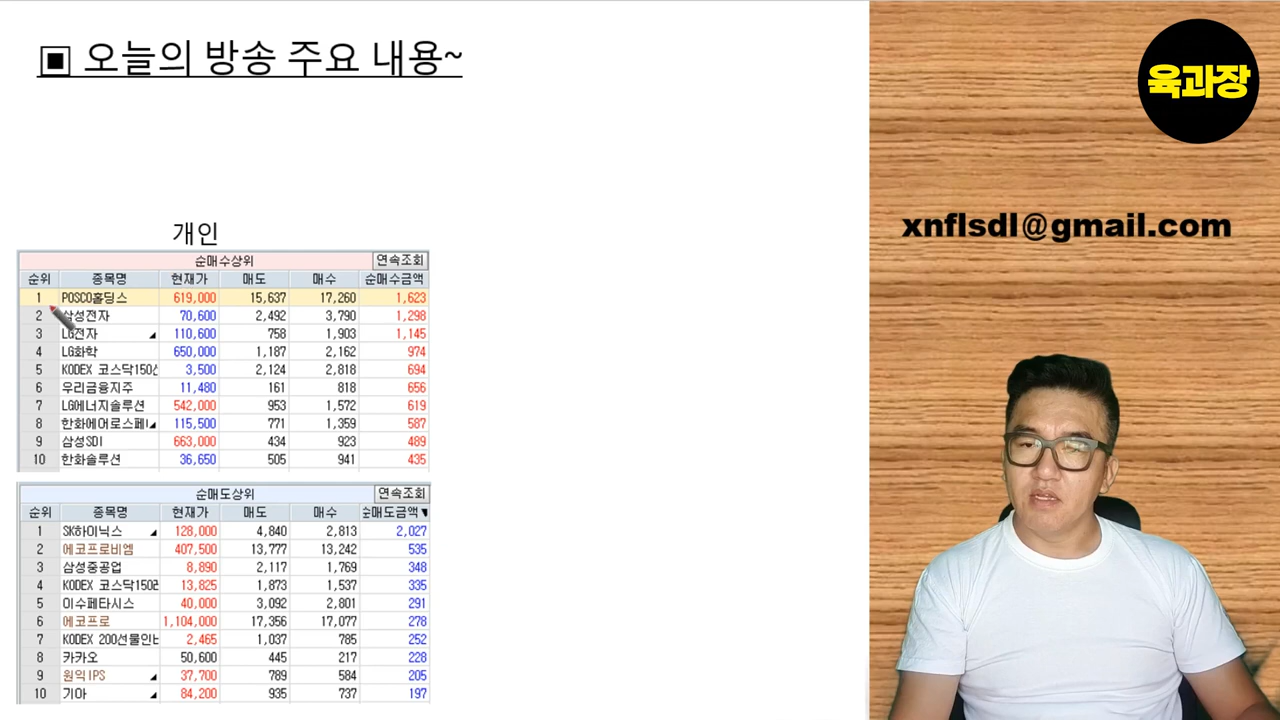 ▣ 오늘의 방송 주요 내용~
육과장
xnflsdl@gmail.com
개인
순매수상위 연속조회
순위 종목명 현재가 매도 매수 순매수금액
1 POSCO홀딩스 619,000 15,637 17,260 1,623
2 삼성전자 70,600 2,492 3,790 1,298
3 LG전자 110,600 758 1,903 1,145
4 LG화학 650,000 1,187 2,162 974
5 KODEX 코스닥150선 3,500 2,124 2,818 694
6 우리금융지주 11,480 161 818 656
7 LG에너지솔루션 542,000 953 1,572 619
8 한화에어로스페 115,500 771 1,359 587
9 삼성SDI 663,000 434 923 489
10 한화솔루션 36,650 505 941 435
순매도상위 연속조회
순위 종목명 현재가 매도 매수 순매도금액▼
1 SK하이닉스 128,000 4,840 2,813 2,027
2 에코프로비엠 407,500 13,777 13,242 535
3 삼성중공업 8,890 2,117 1,769 348
4 KODEX 코스닥150레 13,825 1,873 1,537 335
5 이수페타시스 40,000 3,092 2,801 291
6 에코프로 1,104,000 17,356 17,077 278
7 KODEX 200선물인버 2,465 1,037 785 252
8 카카오 50,600 445 217 228
9 원익IPS 37,700 789 584 205
10 기아 84,200 935 737 197